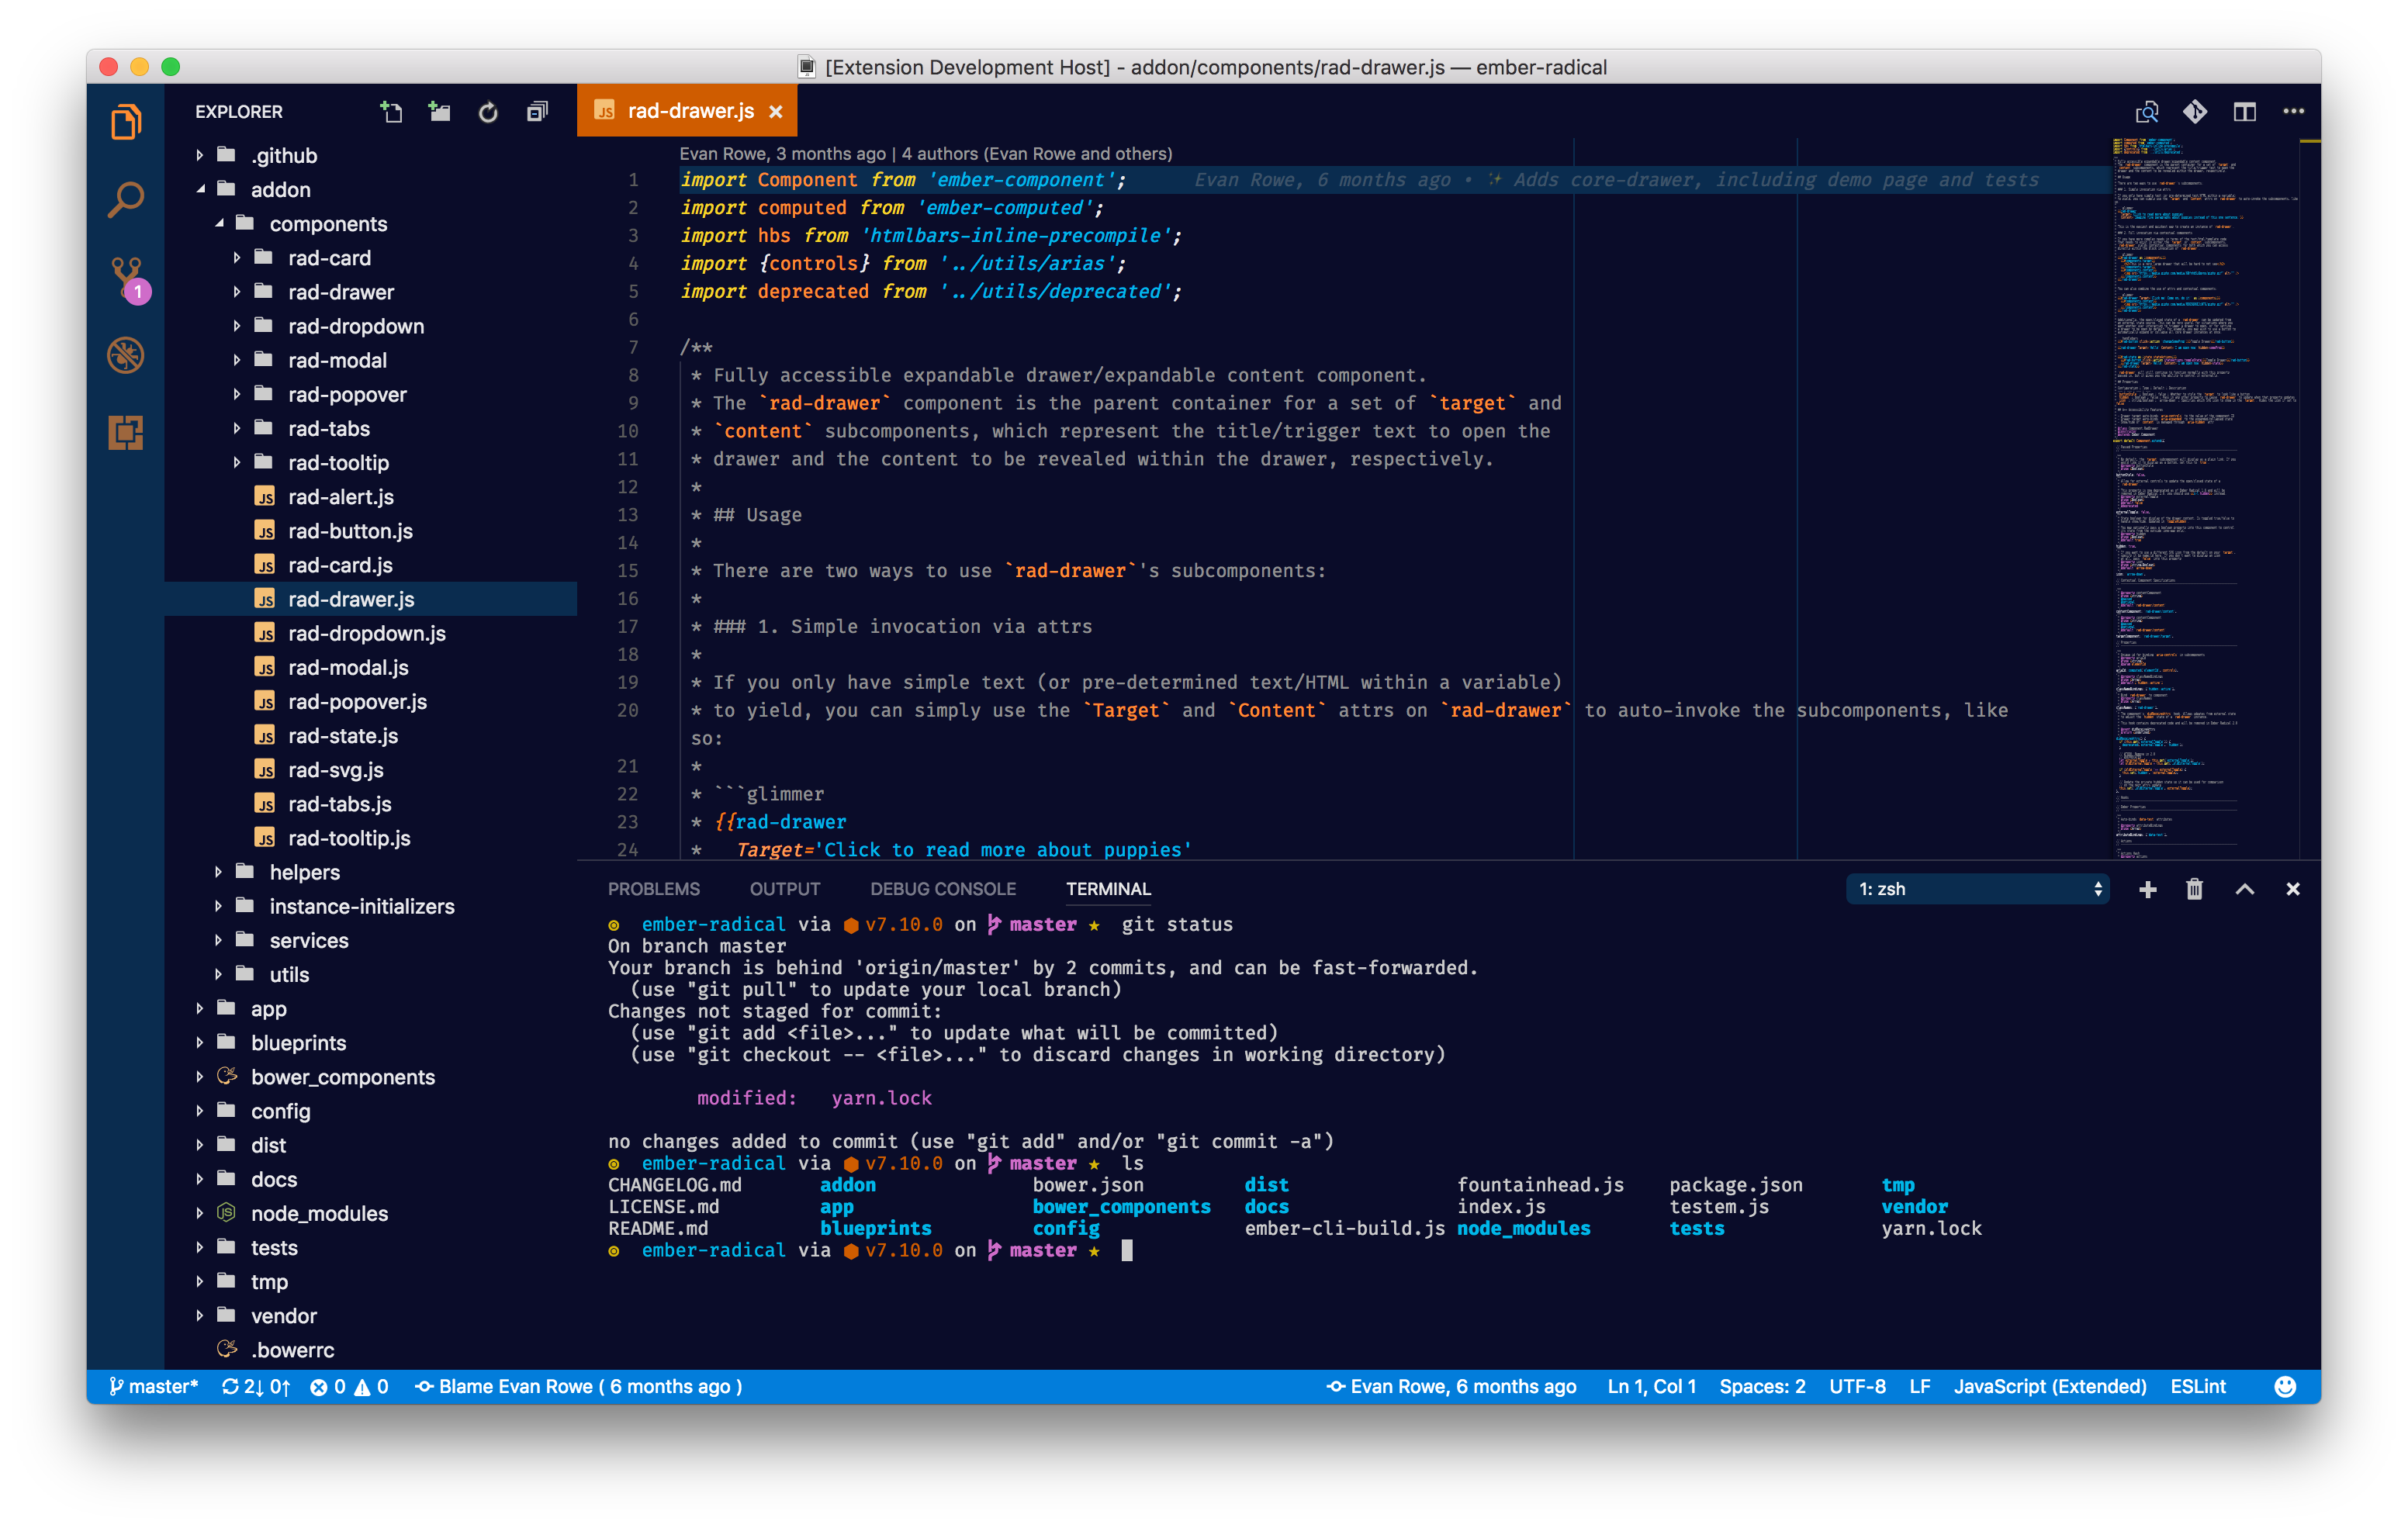 [Extension Development Host] - addon/components/rad-drawer.js — ember-radical
EXPLORER
.github
addon
components
rad-card
rad-drawer
rad-dropdown
rad-modal
rad-popover
rad-tabs
rad-tooltip
JS rad-alert.js
JS rad-button.js
JS rad-card.js
JS rad-drawer.js
JS rad-dropdown.js
JS rad-modal.js
JS rad-popover.js
JS rad-state.js
JS rad-svg.js
JS rad-tabs.js
JS rad-tooltip.js
helpers
instance-initializers
services
utils
app
blueprints
bower_components
config
dist
docs
node_modules
tests
tmp
vendor
.bowerrc
1
JS rad-drawer.js ×
Evan Rowe, 3 months ago | 4 authors (Evan Rowe and others)
1 import Component from 'ember-component'; Evan Rowe, 6 months ago • ✨ Adds core-drawer, including demo page and tests
2 import computed from 'ember-computed';
3 import hbs from 'htmlbars-inline-precompile';
4 import {controls} from '../utils/arias';
5 import deprecated from '../utils/deprecated';
6
7 /**
8 * Fully accessible expandable drawer/expandable content component.
9 * The `rad-drawer` component is the parent container for a set of `target` and
10 * `content` subcomponents, which represent the title/trigger text to open the
11 * drawer and the content to be revealed within the drawer, respectively.
12 *
13 * ## Usage
14 *
15 * There are two ways to use `rad-drawer`'s subcomponents:
16 *
17 * ### 1. Simple invocation via attrs
18 *
19 * If you only have simple text (or pre-determined text/HTML within a variable)
20 * to yield, you can simply use the `Target` and `Content` attrs on `rad-drawer` to auto-invoke the subcomponents, like
so:
21 *
22 * ```glimmer
23 * {{rad-drawer
24 * Target='Click to read more about puppies'
PROBLEMS OUTPUT DEBUG CONSOLE TERMINAL 1: zsh
ember-radical via v7.10.0 on master ★ git status
On branch master
Your branch is behind 'origin/master' by 2 commits, and can be fast-forwarded.
(use "git pull" to update your local branch)
Changes not staged for commit:
(use "git add <file>..." to update what will be committed)
(use "git checkout -- <file>..." to discard changes in working directory)
modified: yarn.lock
no changes added to commit (use "git add" and/or "git commit -a")
ember-radical via v7.10.0 on master ★ ls
CHANGELOG.md addon bower.json dist fountainhead.js package.json tmp
LICENSE.md app bower_components docs index.js testem.js vendor
README.md blueprints config ember-cli-build.js node_modules tests yarn.lock
ember-radical via v7.10.0 on master ★
master* 2↓ 0↑ 0 0 Blame Evan Rowe ( 6 months ago ) Evan Rowe, 6 months ago Ln 1, Col 1 Spaces: 2 UTF-8 LF JavaScript (Extended) ESLint